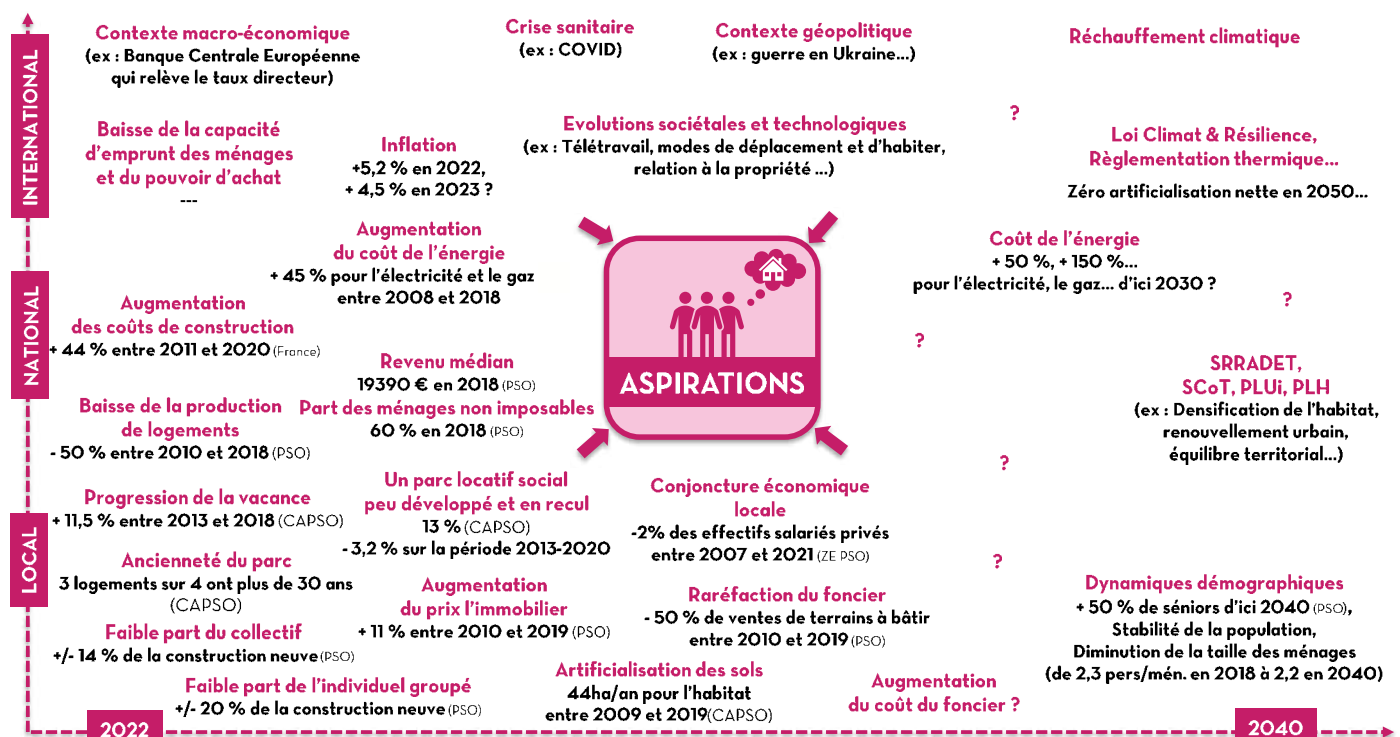 INTERNATIONAL
Contexte macro-économique
(ex : Banque Centrale Européenne
qui relève le taux directeur)
Crise sanitaire
(ex : COVID)
Contexte géopolitique
(ex : guerre en Ukraine...)
Réchauffement climatique
Baisse de la capacité
d'emprunt des ménages
et du pouvoir d'achat
---
Inflation
+5,2 % en 2022,
+ 4,5 % en 2023 ?
Evolutions sociétales et technologiques
(ex : Télétravail, modes de déplacement et d'habiter,
relation à la propriété ...)
?
Loi Climat & Résilience,
Règlementation thermique...
Zéro artificialisation nette en 2050...
NATIONAL
Augmentation
du coût de l'énergie
+ 45 % pour l'électricité et le gaz
entre 2008 et 2018
Coût de l'énergie
+ 50 %, + 150 %...
pour l'électricité, le gaz... d'ici 2030 ?
?
Augmentation
des coûts de construction
+ 44 % entre 2011 et 2020 (France)
?
Revenu médian
19390 € en 2018 (PSO)
ASPIRATIONS
SRRADET,
SCoT, PLUi, PLH
(ex : Densification de l'habitat,
renouvellement urbain,
équilibre territorial...)
Baisse de la production
de logements
- 50 % entre 2010 et 2018 (PSO)
Part des ménages non imposables
60 % en 2018 (PSO)
?
LOCAL
Progression de la vacance
+ 11,5 % entre 2013 et 2018 (CAPSO)
Un parc locatif social
peu développé et en recul
13 % (CAPSO)
- 3,2 % sur la période 2013-2020
Conjoncture économique
locale
-2% des effectifs salariés privés
entre 2007 et 2021 (ZE PSO)
?
Ancienneté du parc
3 logements sur 4 ont plus de 30 ans
(CAPSO)
Augmentation
du prix l'immobilier
+ 11 % entre 2010 et 2019 (PSO)
Raréfaction du foncier
- 50 % de ventes de terrains à bâtir
entre 2010 et 2019 (PSO)
Dynamiques démographiques
+ 50 % de séniors d'ici 2040 (PSO),
Stabilité de la population,
Diminution de la taille des ménages
(de 2,3 pers/mén. en 2018 à 2,2 en 2040)
Faible part du collectif
+/- 14 % de la construction neuve (PSO)
Faible part de l'individuel groupé
+/- 20 % de la construction neuve (PSO)
Artificialisation des sols
44ha/an pour l'habitat
entre 2009 et 2019(CAPSO)
Augmentation
du coût du foncier ?
2022
2040